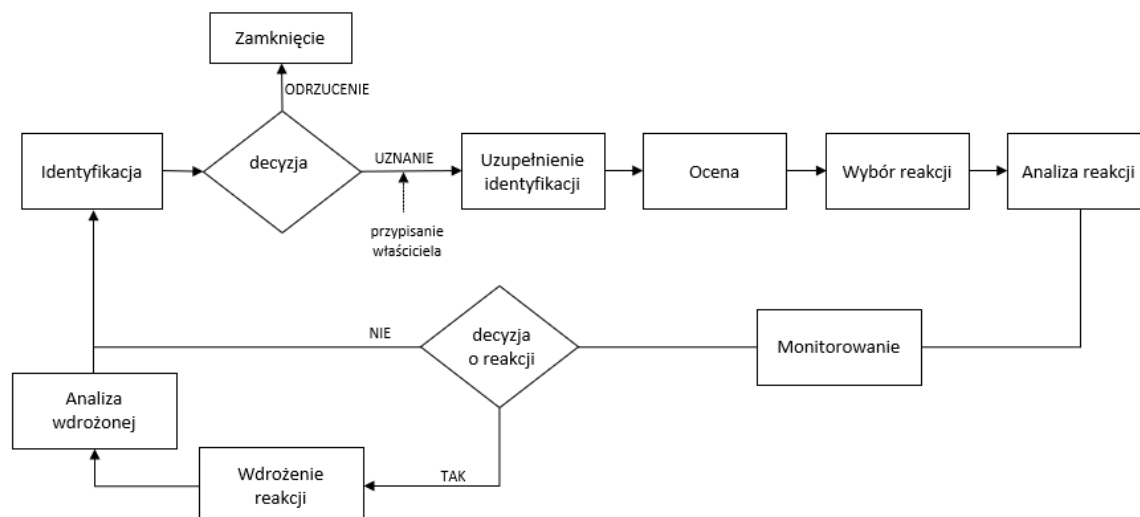 Zamknięcie
ODRZUCENIE
Identyfikacja
decyzja
UZNANIE
Uzupełnienie
identyfikacji
Ocena
Wybór reakcji
Analiza reakcji
przypisanie
właściciela
NIE
decyzja
o reakcji
Monitorowanie
Analiza
wdrożonej
Wdrożenie
reakcji
TAK